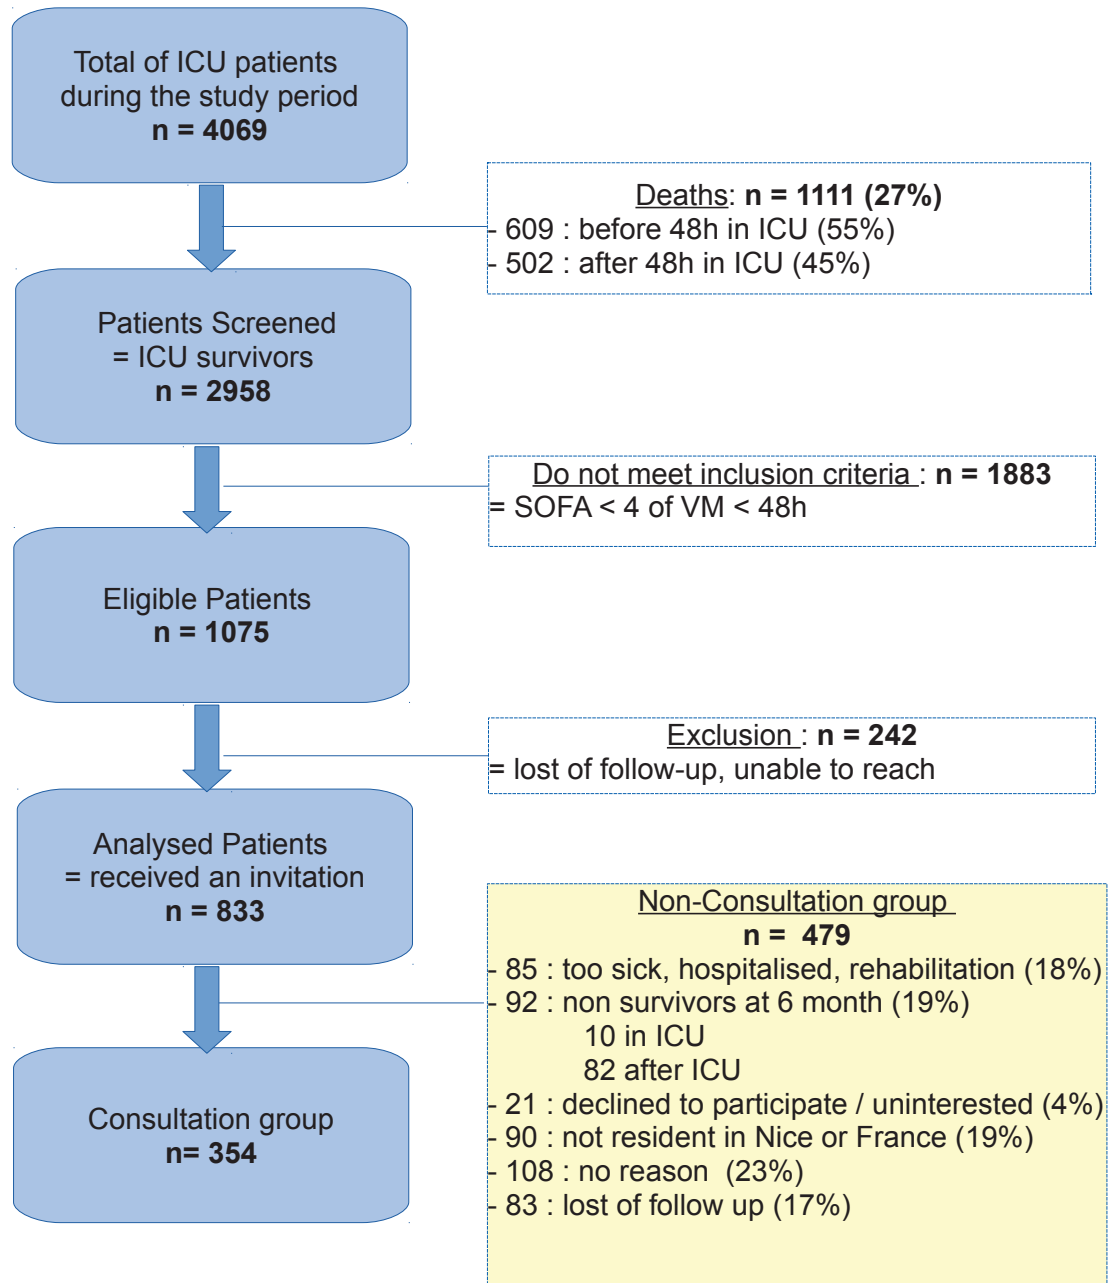 Total of ICU patients
during the study period
n = 4069
Deaths: n = 1111 (27%)
- 609 : before 48h in ICU (55%)
- 502 : after 48h in ICU (45%)
Patients Screened
= ICU survivors
n = 2958
Do not meet inclusion criteria : n = 1883
= SOFA < 4 of VM < 48h
Eligible Patients
n = 1075
Exclusion : n = 242
= lost of follow-up, unable to reach
Analysed Patients
= received an invitation
n = 833
Non-Consultation group
n = 479
- 85 : too sick, hospitalised, rehabilitation (18%)
- 92 : non survivors at 6 month (19%)
10 in ICU
82 after ICU
- 21 : declined to participate / uninterested (4%)
- 90 : not resident in Nice or France (19%)
- 108 : no reason (23%)
- 83 : lost of follow up (17%)
Consultation group
n= 354